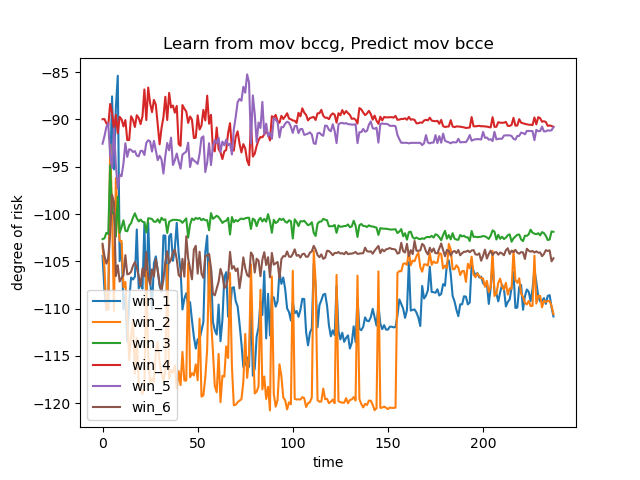 Learn from mov bccg, Predict mov bcce
degree of risk
−85
−90
−95
−100
−105
−110
−115
−120
win_1
win_2
win_3
win_4
win_5
win_6
0 50 100 150 200
time